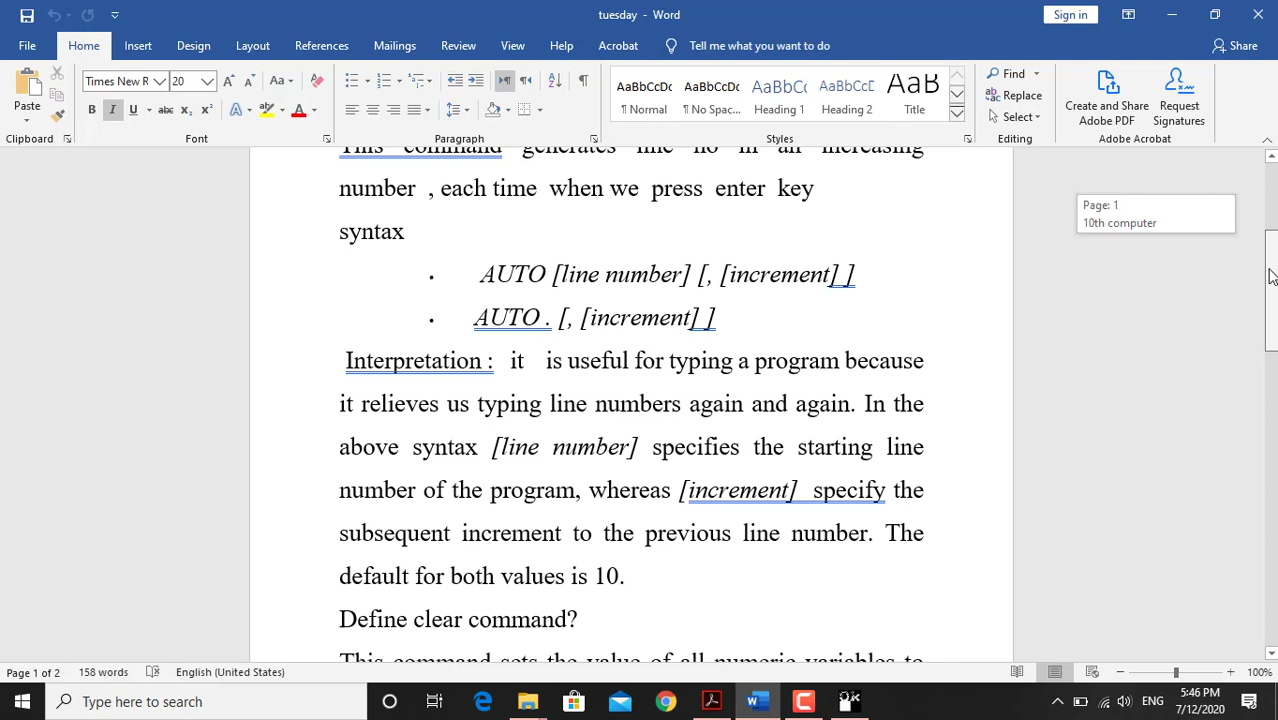 tuesday - Word
Sign in
File Home Insert Design Layout References Mailings Review View Help Acrobat Tell me what you want to do Share
Paste
Times New R 20
Aa
B I U abc x₂ x² A A
AaBbCcDc AaBbCcDc AaBbCc AaBbCcD AaB
¶ Normal ¶ No Spac... Heading 1 Heading 2 Title
Find
Replace
Select
Create and Share Adobe PDF
Request Signatures
Clipboard Font Paragraph Styles Editing Adobe Acrobat
This command generates line no in an increasing
number , each time when we press enter key
syntax
• AUTO [line number] [, [increment] ]
• AUTO . [, [increment] ]
Interpretation : it is useful for typing a program because
it relieves us typing line numbers again and again. In the
above syntax [line number] specifies the starting line
number of the program, whereas [increment] specify the
subsequent increment to the previous line number. The
default for both values is 10.
Define clear command?
This command sets the value of all numeric variables to
Page: 1
10th computer
Page 1 of 2 158 words English (United States) 100%
Type here to search
ENG
5:46 PM
7/12/2020